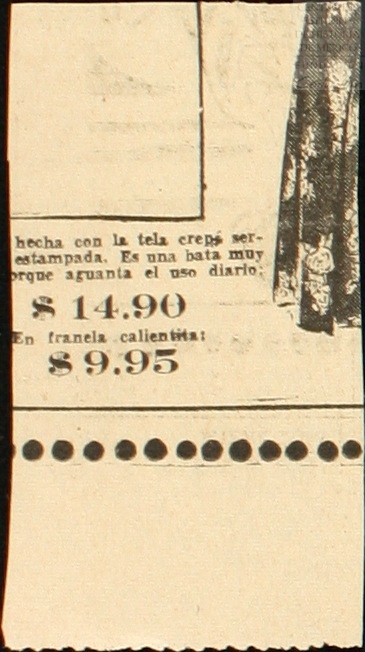 hecha con la tela crepé ser-
estampada. Es una bata muy
orque aguanta el uso diario:
$ 14.90
En franela calientita:
$ 9.95